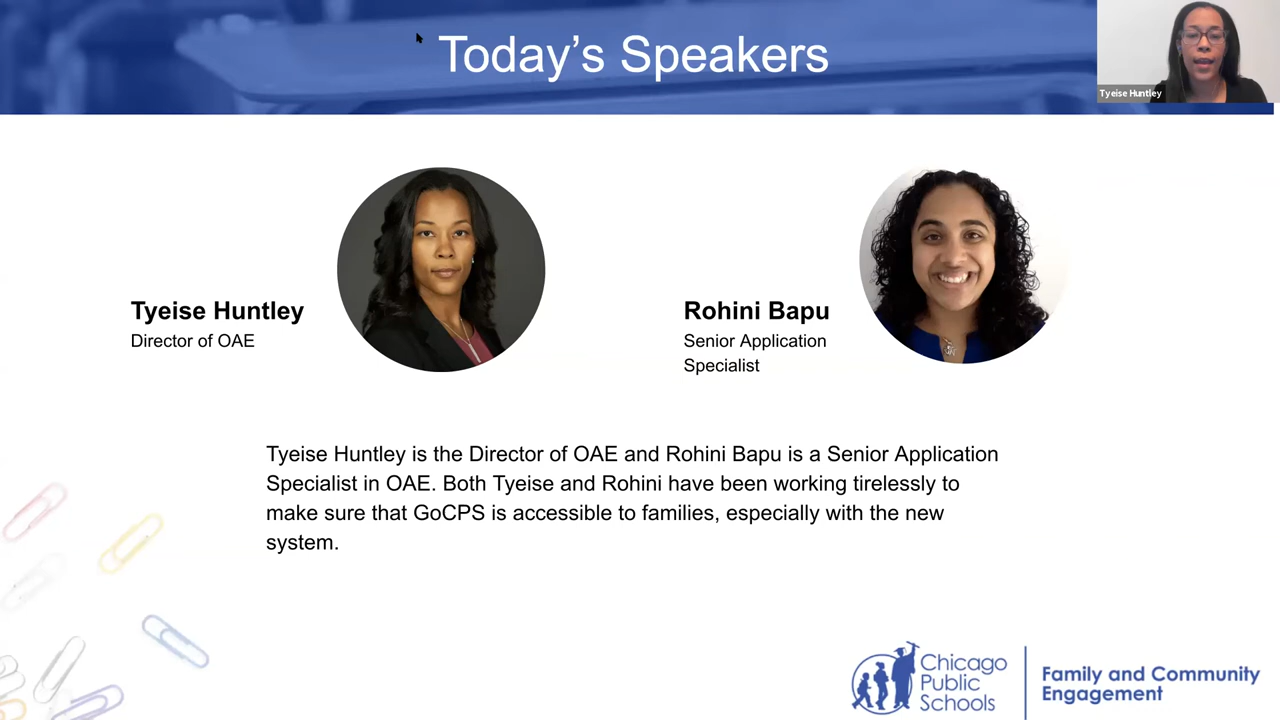 Today's Speakers
Tyeise Huntley
Tyeise Huntley
Director of OAE
Rohini Bapu
Senior Application
Specialist
Tyeise Huntley is the Director of OAE and Rohini Bapu is a Senior Application
Specialist in OAE. Both Tyeise and Rohini have been working tirelessly to
make sure that GoCPS is accessible to families, especially with the new
system.
Chicago
Public
Schools
Family and Community
Engagement